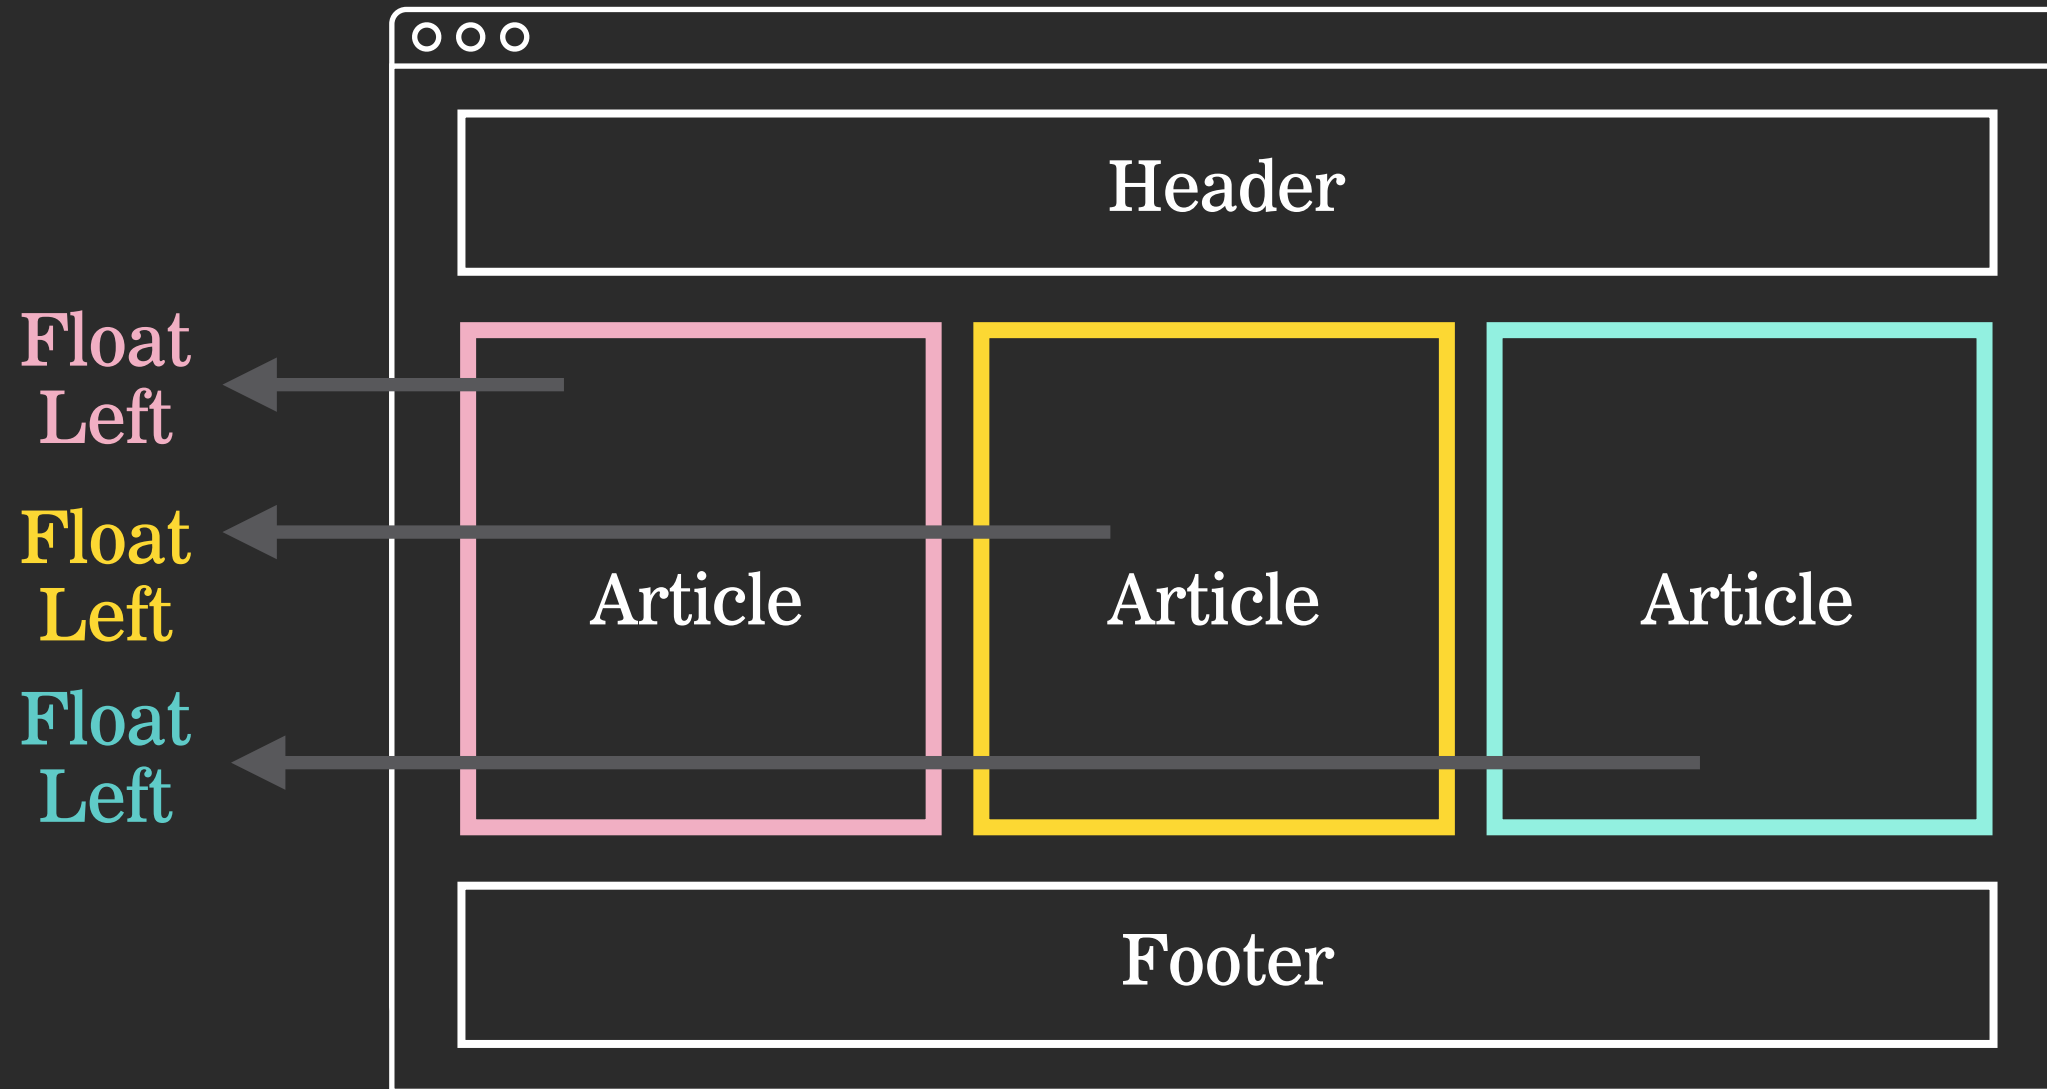 Header
Float
Left
Float
Left
Article Article Article
Float
Left
Footer